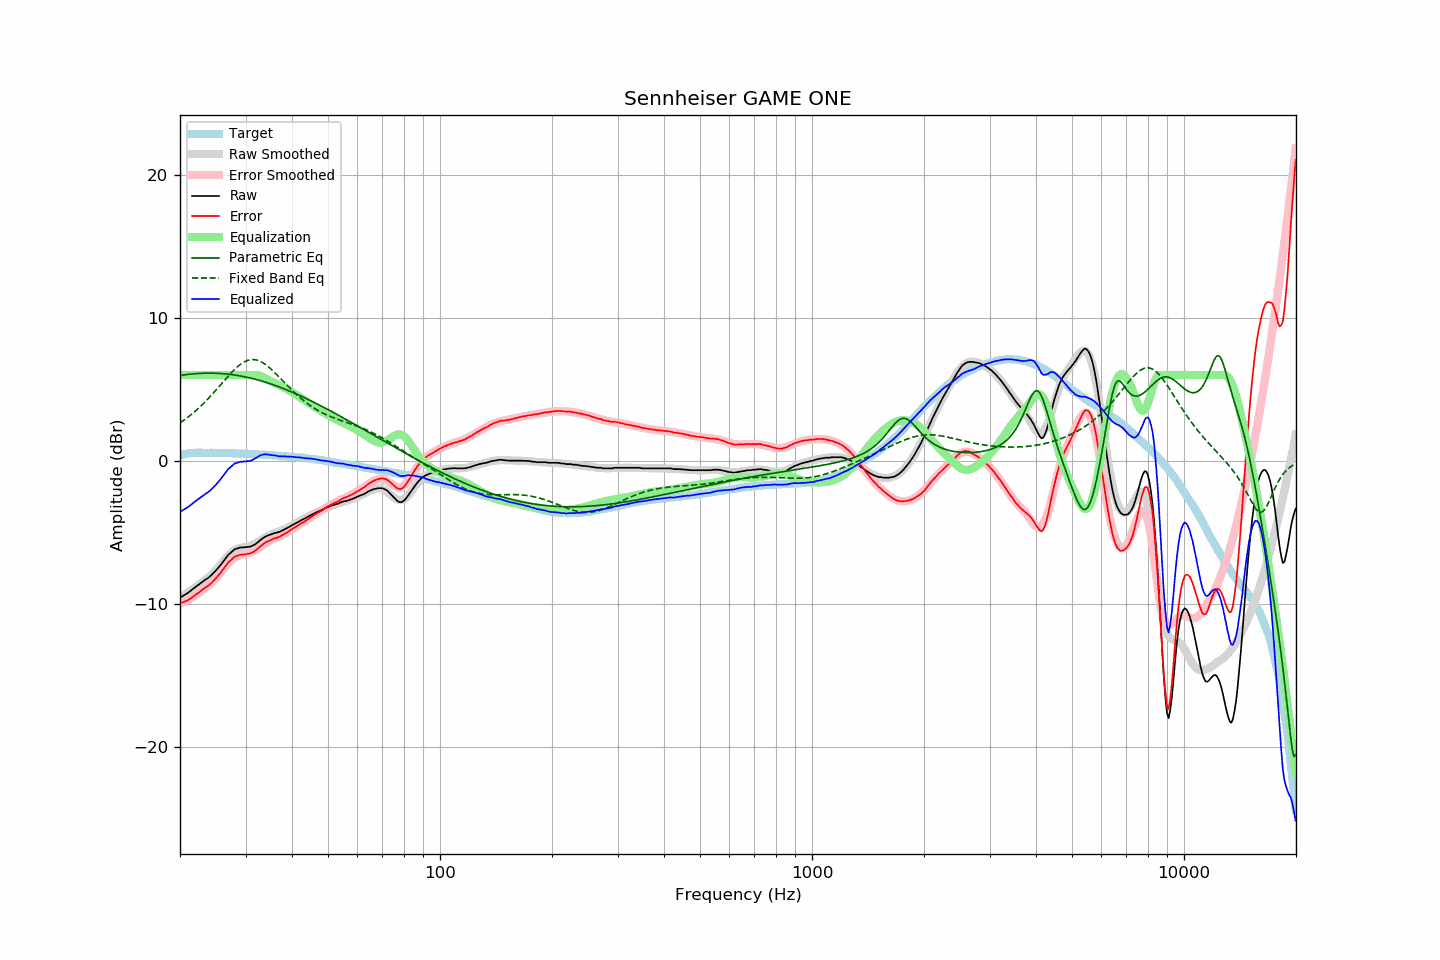 Sennheiser GAME ONE
Target
Raw Smoothed
Error Smoothed
Raw
Error
Equalization
Parametric Eq
Fixed Band Eq
Equalized
20
10
0
−10
−20
Amplitude (dBr)
100
1000
10000
Frequency (Hz)